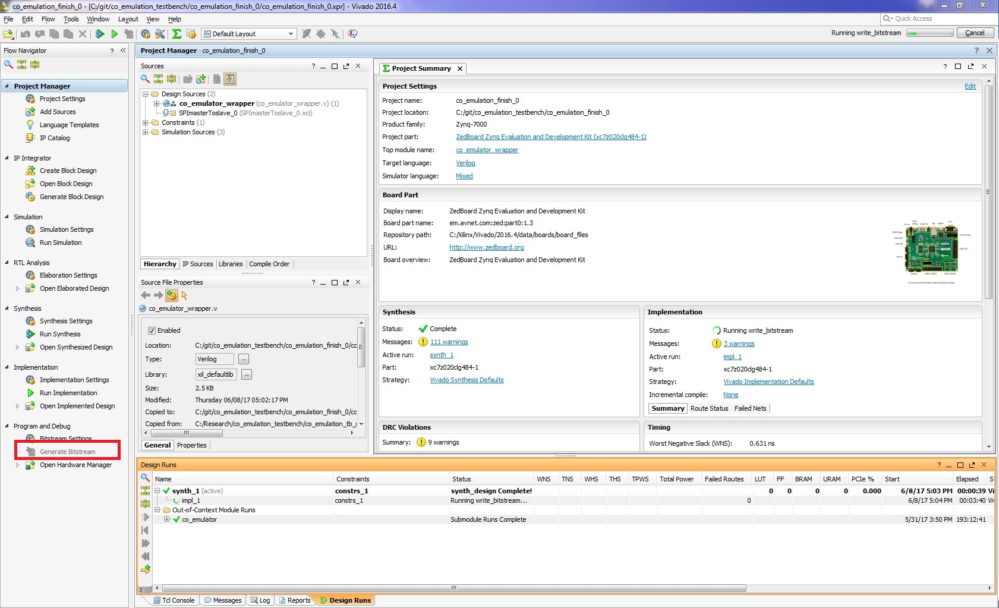 co_emulation_finish_0 - [C:/git/co_emulation_testbench/co_emulation_finish_0/co_emulation_finish_0.xpr] - Vivado 2016.4
File Edit Flow Tools Window Layout View Help
Quick Access
Default Layout
Running write_bitstream
Cancel
Flow Navigator
Project Manager
Project Settings
Add Sources
Language Templates
IP Catalog
IP Integrator
Create Block Design
Open Block Design
Generate Block Design
Simulation
Simulation Settings
Run Simulation
RTL Analysis
Elaboration Settings
Open Elaborated Design
Synthesis
Synthesis Settings
Run Synthesis
Open Synthesized Design
Implementation
Implementation Settings
Run Implementation
Open Implemented Design
Program and Debug
Bitstream Settings
Generate Bitstream
Open Hardware Manager
Project Manager - co_emulation_finish_0
Sources
Design Sources (2)
co_emulator_wrapper (co_emulator_wrapper.v) (1)
SPImasterToslave_0 (SPImasterToslave_0.xci)
Constraints (1)
Simulation Sources (3)
Hierarchy IP Sources Libraries Compile Order
Source File Properties
co_emulator_wrapper.v
Enabled
Location: C:/git/co_emulation_testbench/co_emulation_finish_0/cc
Type: Verilog ...
Library: xil_defaultlib ...
Size: 2.5 KB
Modified: Thursday 06/08/17 05:02:17 PM
Copied to: C:/git/co_emulation_testbench/co_emulation_finish_0/cc
Copied from: C:/Research/co_emulation_testbench/co_emulation_tb_r
General Properties
Project Summary
Project Settings Edit
Project name: co_emulation_finish_0
Project location: C:/git/co_emulation_testbench/co_emulation_finish_0
Product family: Zynq-7000
Project part: ZedBoard Zynq Evaluation and Development Kit (xc7z020clg484-1)
Top module name: co_emulator_wrapper
Target language: Verilog
Simulator language: Mixed
Board Part
Display name: ZedBoard Zynq Evaluation and Development Kit
Board part name: em.avnet.com:zed:part0:1.3
Repository path: C:/Xilinx/Vivado/2016.4/data/boards/board_files
URL: http://www.zedboard.org
Board overview: ZedBoard Zynq Evaluation and Development Kit
Synthesis
Status: Complete
Messages: 111 warnings
Active run: synth_1
Part: xc7z020clg484-1
Strategy: Vivado Synthesis Defaults
Implementation
Status: Running write_bitstream
Messages: 3 warnings
Active run: impl_1
Part: xc7z020clg484-1
Strategy: Vivado Implementation Defaults
Incremental compile: None
Summary Route Status Failed Nets
DRC Violations
Summary: 9 warnings
Timing
Worst Negative Slack (WNS): 0.631 ns
Design Runs
Name Constraints Status WNS TNS WHS THS TPWS Total Power Failed Routes LUT FF BRAM URAM PCIe % Start Elapsed
synth_1 (active) constrs_1 synth_design Complete! 0 0 0 0 0.000 6/8/17 5:03 PM 00:00:39
impl_1 constrs_1 Running write_bitstream... 0 6/8/17 5:04 PM 00:03:40
Out-of-Context Module Runs
co_emulator Submodule Runs Complete 5/31/17 3:50 PM 193:12:41
Tcl Console Messages Log Reports Design Runs